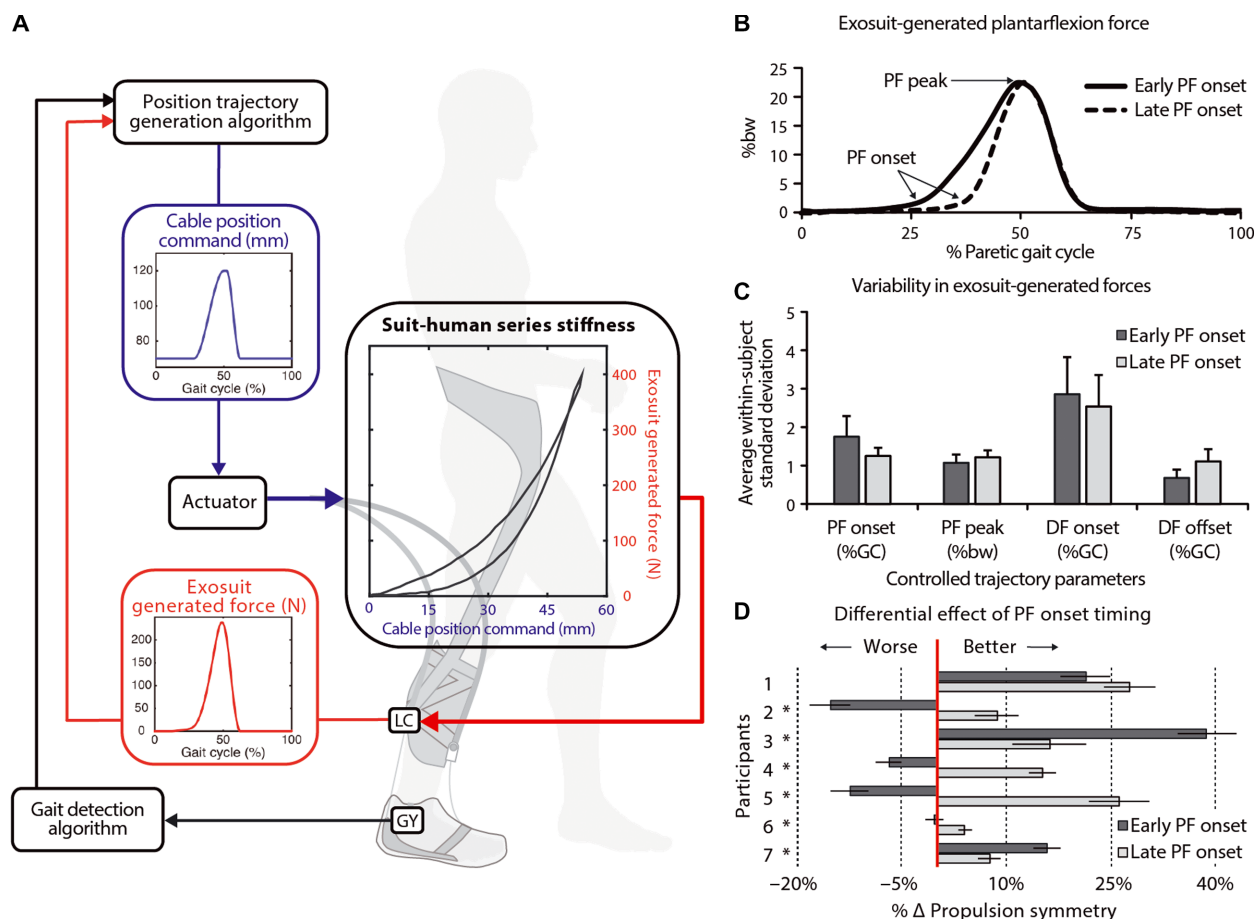 A
Position trajectory
generation algorithm
Cable position
command (mm)
120
100
80
0
50
100
Gait cycle (%)
Actuator
Exosuit
generated force (N)
200
150
100
50
0
0
50
100
Gait cycle (%)
Gait detection
algorithm
Suit-human series stiffness
400
300
200
100
0
Exosuit generated force (N)
0
15
30
45
60
Cable position command (mm)
LC
GY
B
Exosuit-generated plantarflexion force
25
20
15
10
5
0
%bw
PF peak
PF onset
Early PF onset
Late PF onset
0
25
50
75
100
% Paretic gait cycle
C
Variability in exosuit-generated forces
5
4
3
2
1
0
Average within-subject
standard deviation
Early PF onset
Late PF onset
PF onset
(%GC)
PF peak
(%bw)
DF onset
(%GC)
DF offset
(%GC)
Controlled trajectory parameters
D
Differential effect of PF onset timing
Worse
Better
Participants
1
2 *
3 *
4 *
5 *
6 *
7 *
Early PF onset
Late PF onset
−20%
−5%
10%
25%
40%
% Δ Propulsion symmetry